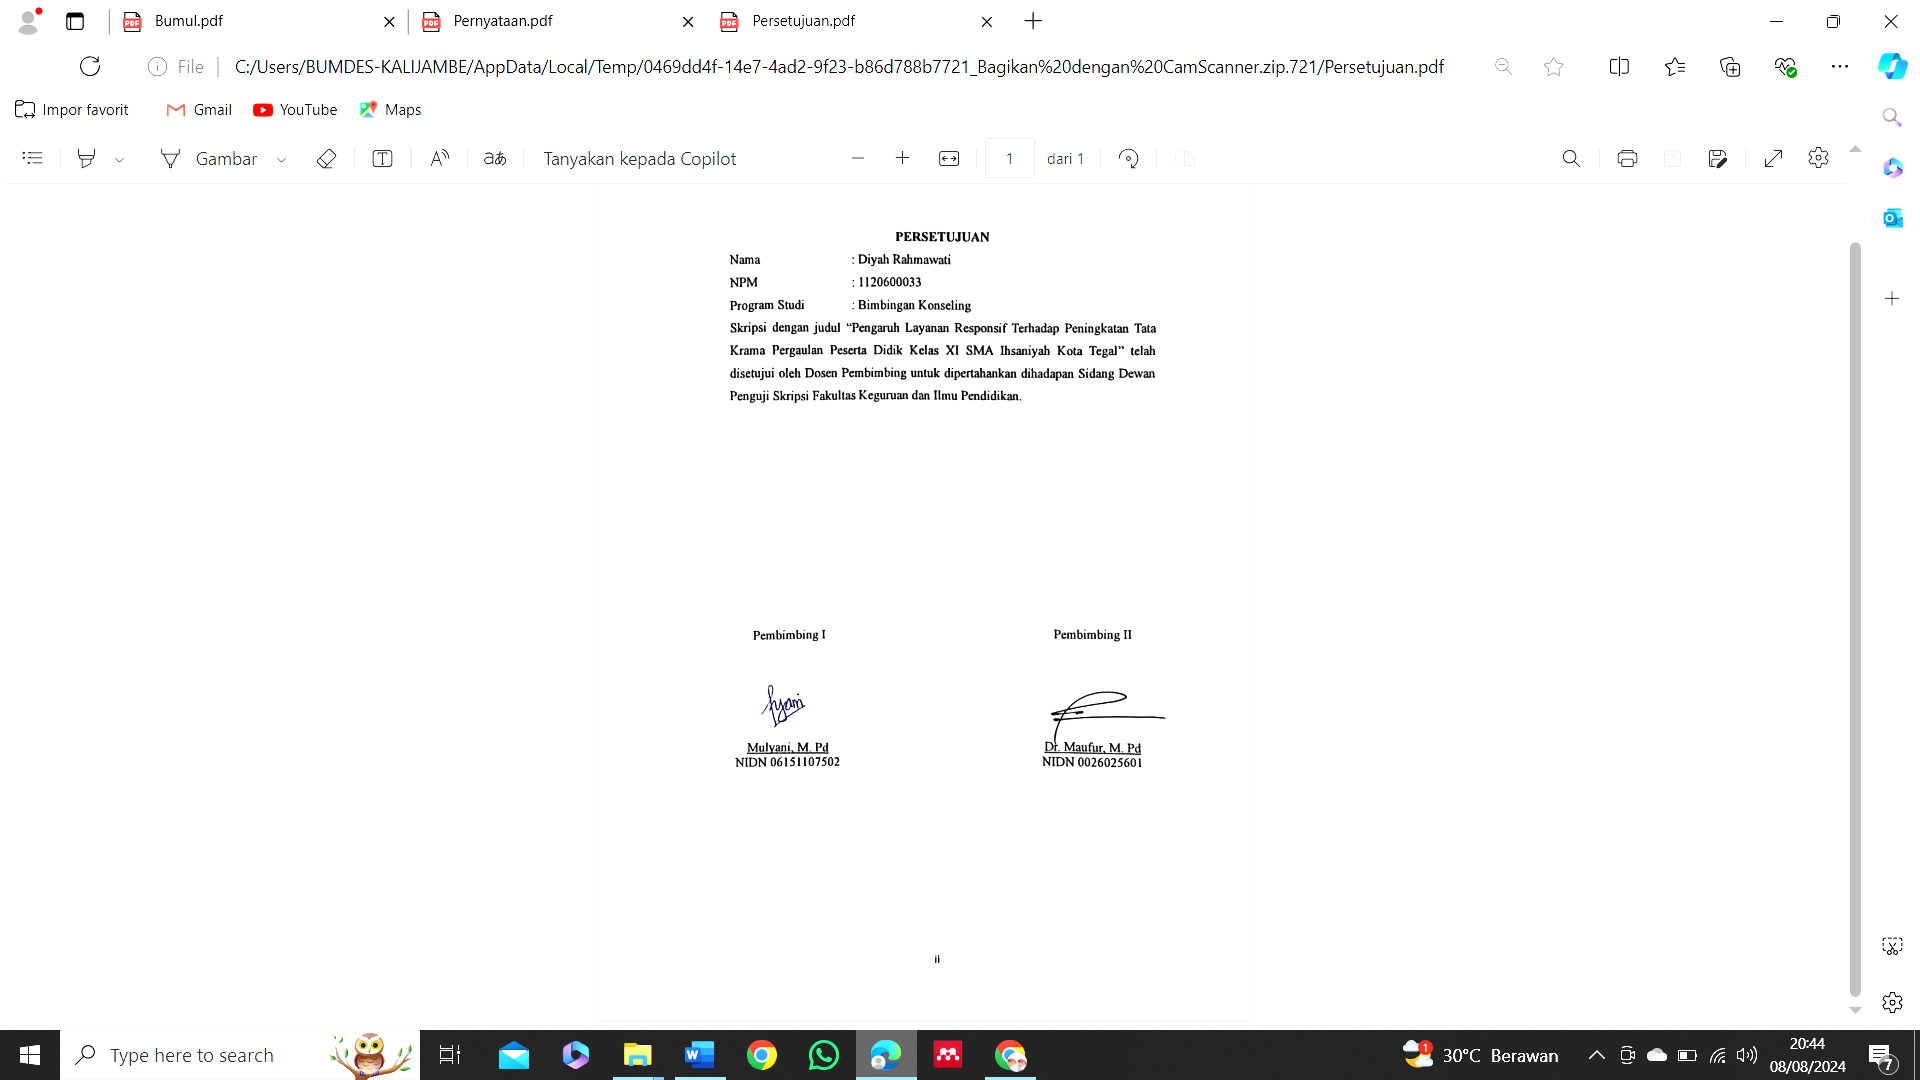 Bumul.pdf
Pernyataan.pdf
Persetujuan.pdf
File
C:/Users/BUMDES-KALIJAMBE/AppData/Local/Temp/0469dd4f-14e7-4ad2-9f23-b86d788b7721_Bagikan%20dengan%20CamScanner.zip.721/Persetujuan.pdf
Impor favorit
Gmail
YouTube
Maps
Gambar
Tanyakan kepada Copilot
1
dari 1
PERSETUJUAN
Nama : Diyah Rahmawati
NPM : 1120600033
Program Studi : Bimbingan Konseling
Skripsi dengan judul “Pengaruh Layanan Responsif Terhadap Peningkatan Tata
Krama Pergaulan Peserta Didik Kelas XI SMA Ihsaniyah Kota Tegal” telah
disetujui oleh Dosen Pembimbing untuk dipertahankan dihadapan Sidang Dewan
Penguji Skripsi Fakultas Keguruan dan Ilmu Pendidikan.
Pembimbing I
Mulyani, M. Pd
NIDN 06151107502
Pembimbing II
Dr. Maufur, M. Pd
NIDN 0026025601
ii
Type here to search
1
30°C Berawan
20:44
08/08/2024
7